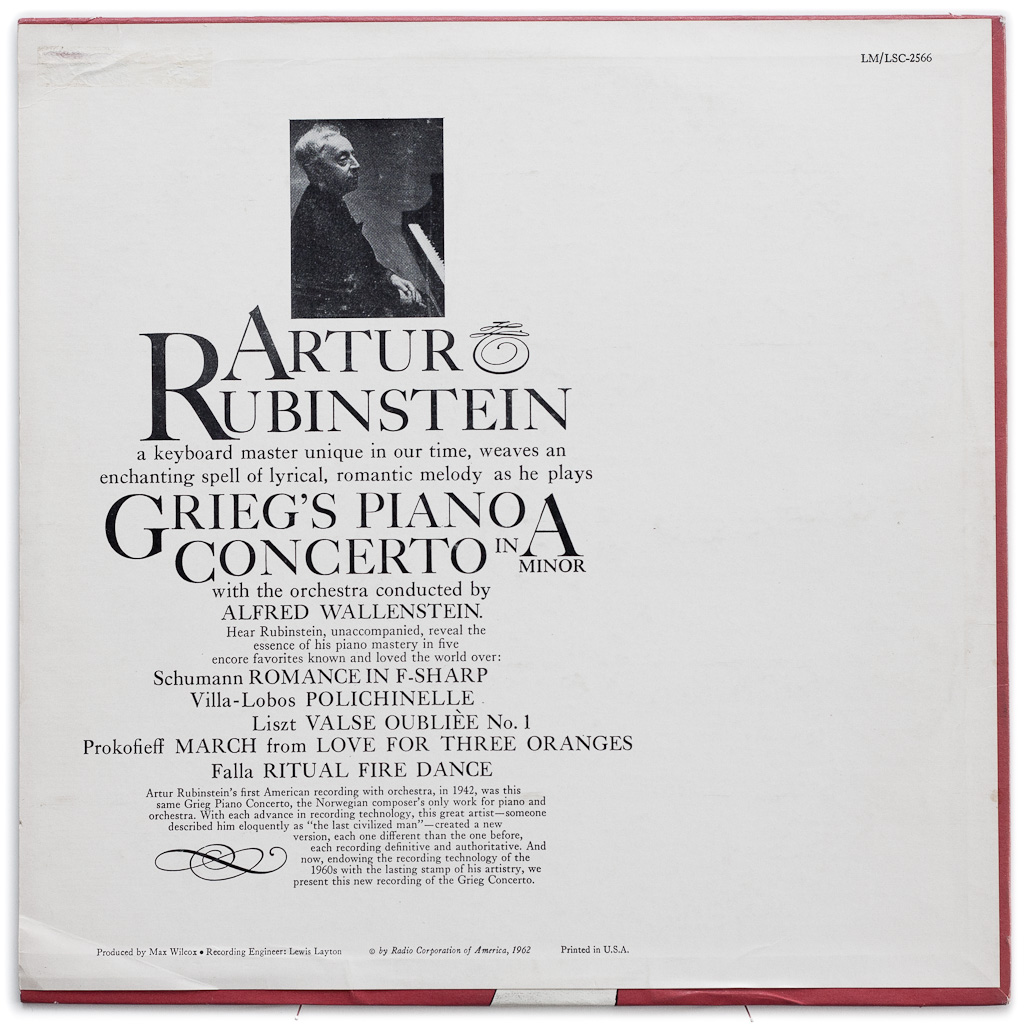 LM/LSC-2566
ARTUR
RUBINSTEIN
a keyboard master unique in our time, weaves an
enchanting spell of lyrical, romantic melody as he plays
GRIEG'S PIANO
CONCERTO IN A
MINOR
with the orchestra conducted by
ALFRED WALLENSTEIN.
Hear Rubinstein, unaccompanied, reveal the
essence of his piano mastery in five
encore favorites known and loved the world over:
Schumann ROMANCE IN F-SHARP
Villa-Lobos POLICHINELLE
Liszt VALSE OUBLIÈE No. 1
Prokofieff MARCH from LOVE FOR THREE ORANGES
Falla RITUAL FIRE DANCE
Artur Rubinstein's first American recording with orchestra, in 1942, was this
same Grieg Piano Concerto, the Norwegian composer's only work for piano and
orchestra. With each advance in recording technology, this great artist—someone
described him eloquently as "the last civilized man"—created a new
version, each one different than the one before,
each recording definitive and authoritative. And
now, endowing the recording technology of the
1960s with the lasting stamp of his artistry, we
present this new recording of the Grieg Concerto.
Produced by Max Wilcox • Recording Engineer: Lewis Layton © by Radio Corporation of America, 1962 Printed in U.S.A.